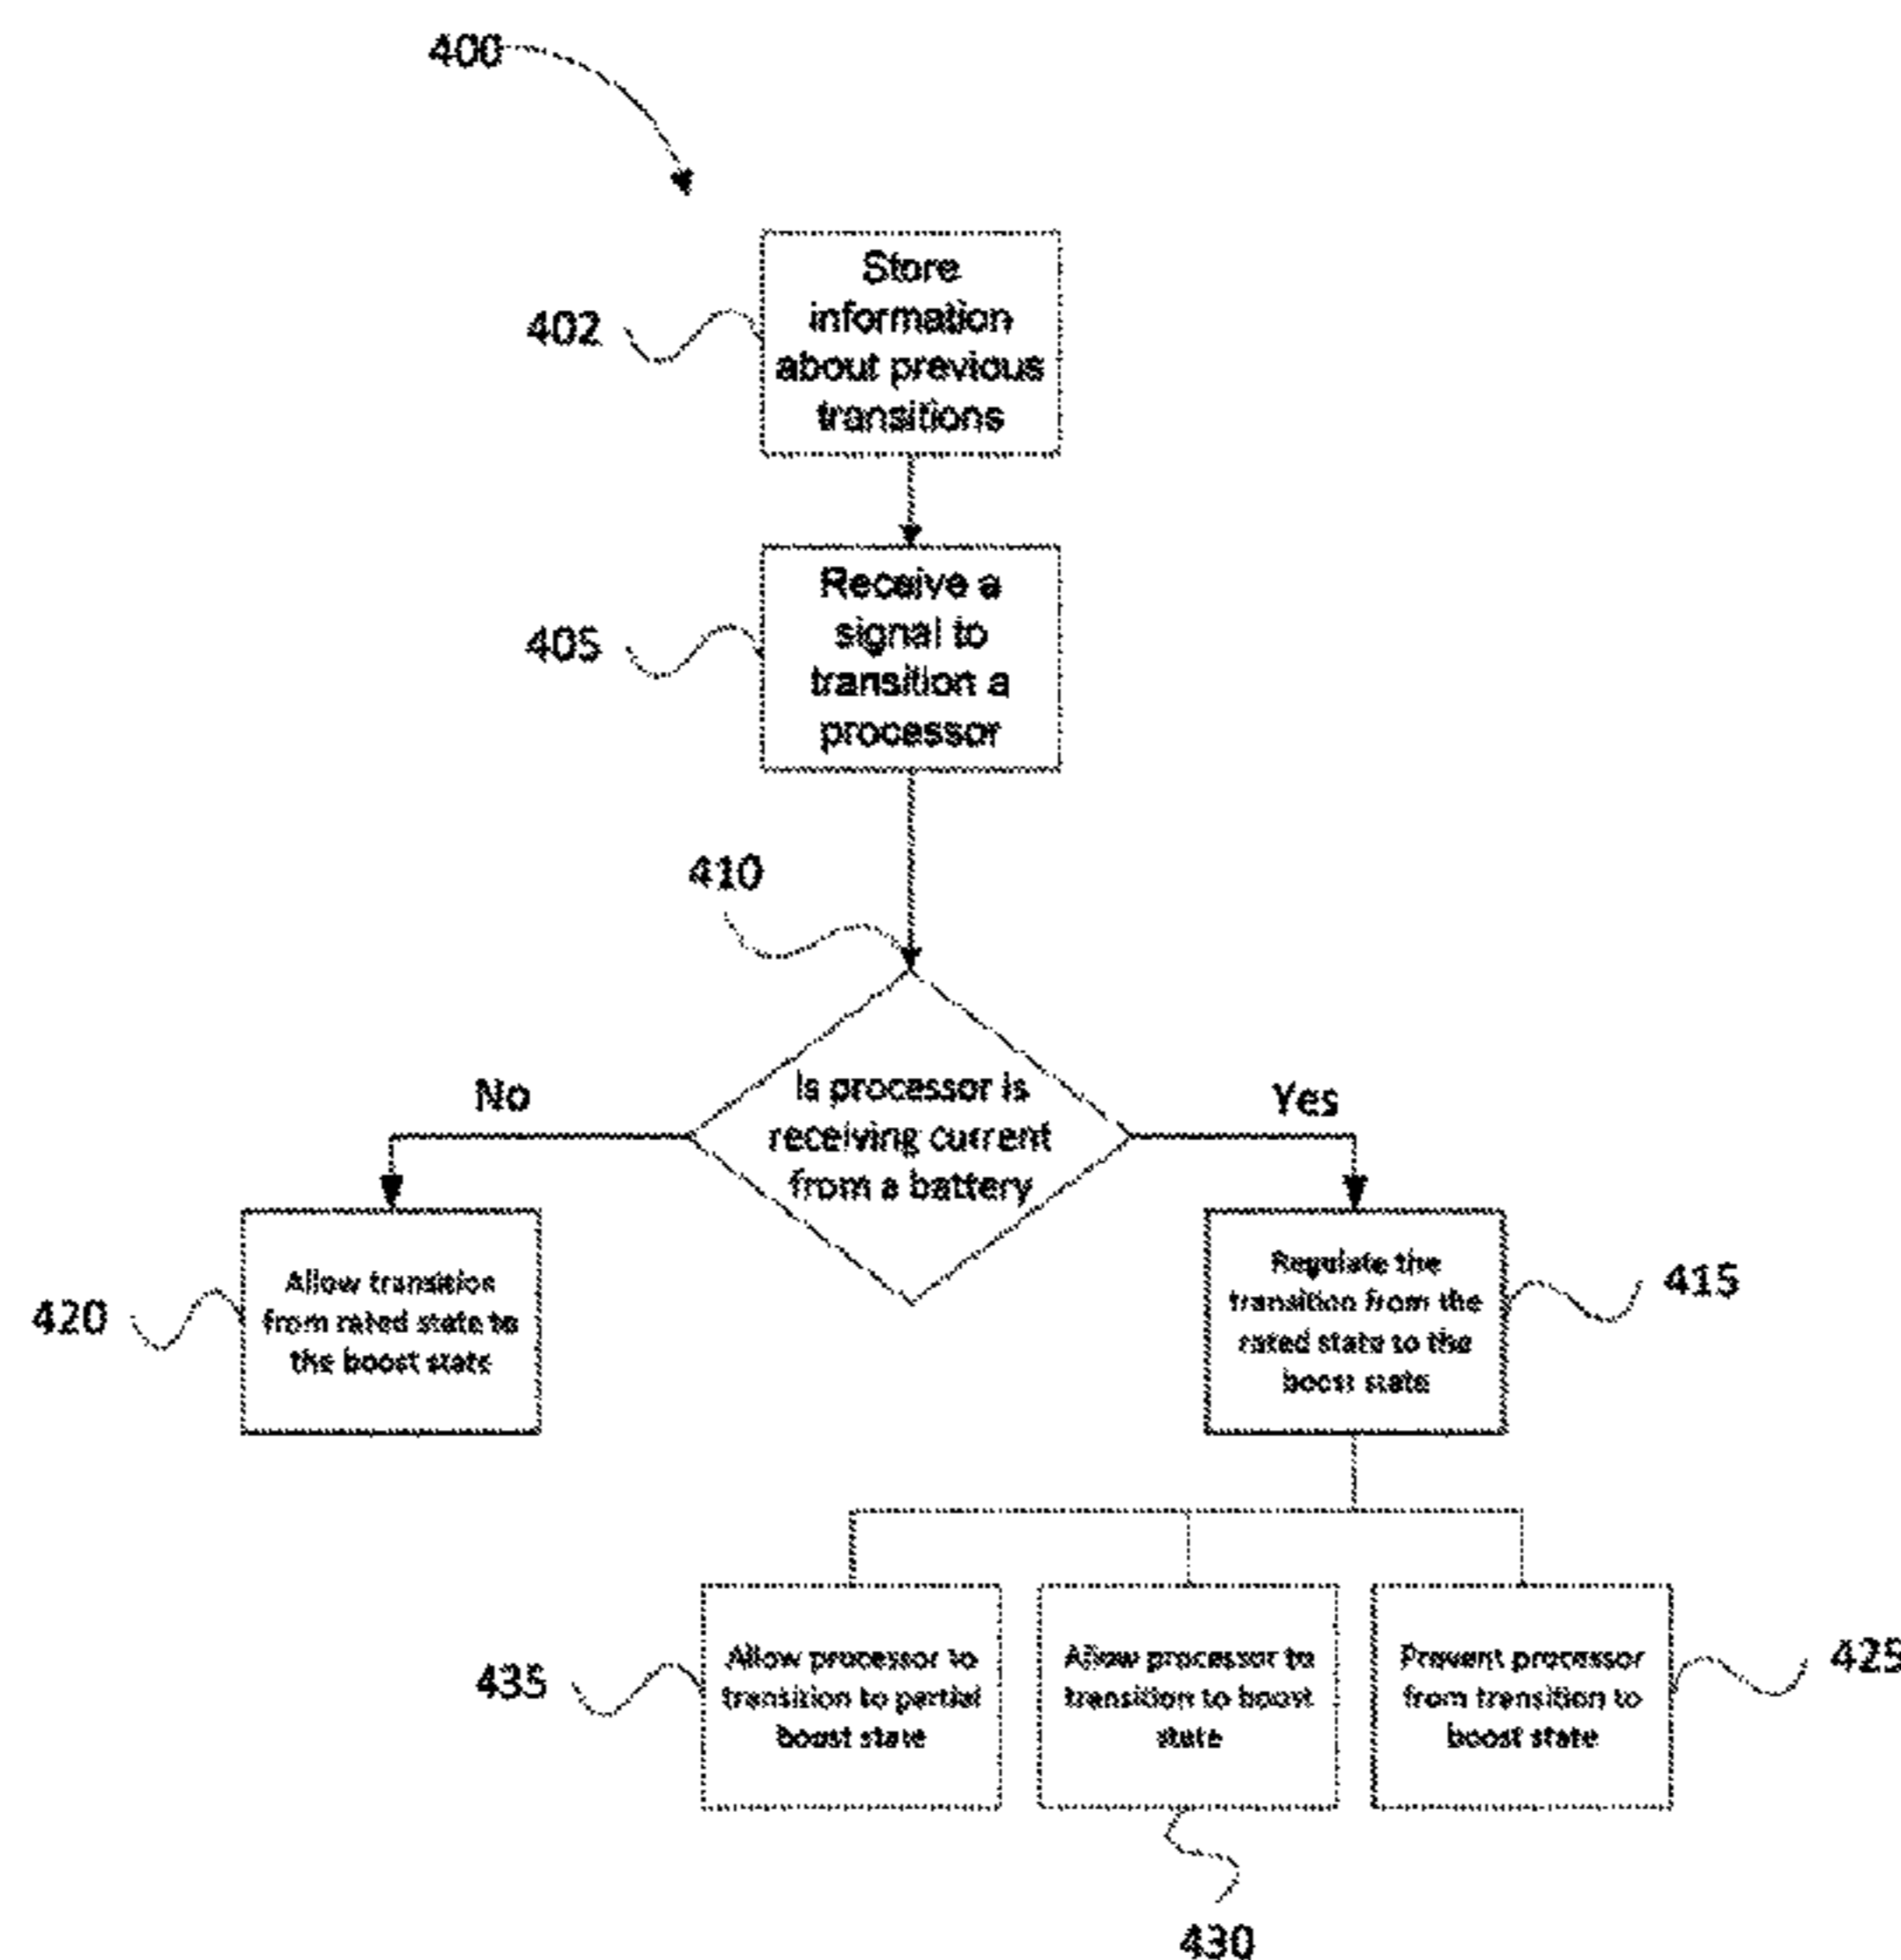 400
402
Store
information
about previous
transitions
405
Receive a
signal to
transition a
processor
410
Is processor is
receiving current
from a battery
No
Yes
420
Allow transition
from rated state to
the boost state
Regulate the
transition from the
rated state to the
boost state
415
435
Allow processor to
transition to partial
boost state
Allow processor to
transition to boost
state
430
Prevent processor
from transition to
boost state
425